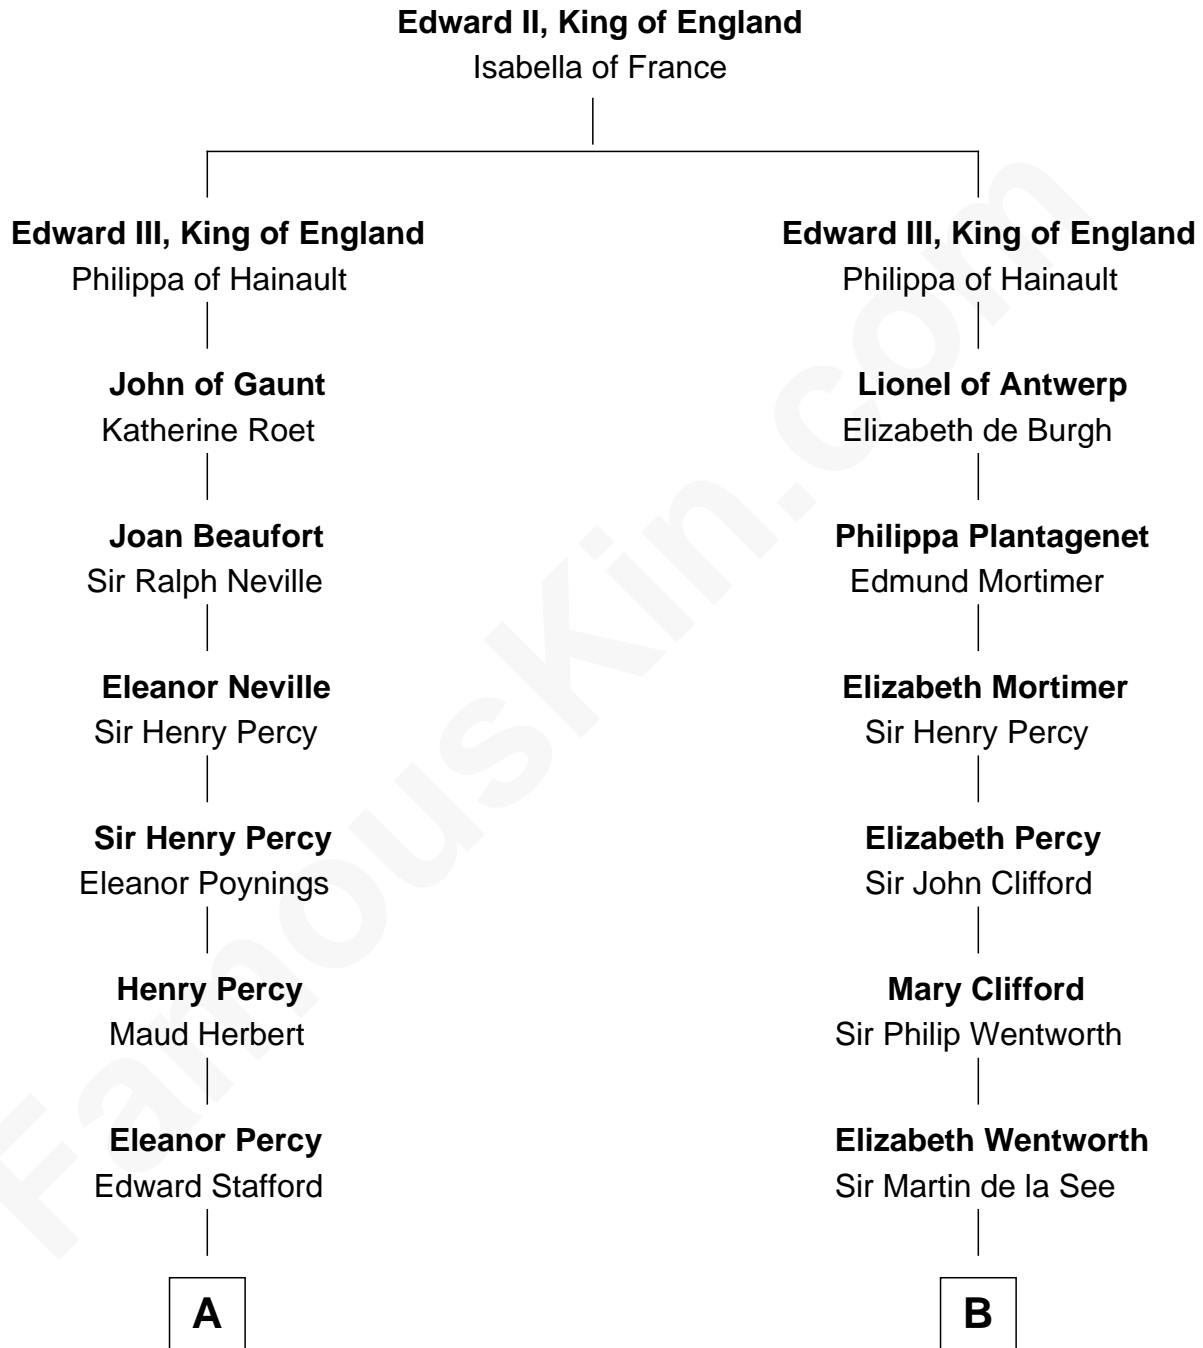 Edward II, King of England
Isabella of France
Edward III, King of England
Philippa of Hainault
Edward III, King of England
Philippa of Hainault
John of Gaunt
Katherine Roet
Lionel of Antwerp
Elizabeth de Burgh
Joan Beaufort
Sir Ralph Neville
Philippa Plantagenet
Edmund Mortimer
Eleanor Neville
Sir Henry Percy
Elizabeth Mortimer
Sir Henry Percy
Sir Henry Percy
Eleanor Poynings
Elizabeth Percy
Sir John Clifford
Henry Percy
Maud Herbert
Mary Clifford
Sir Philip Wentworth
Eleanor Percy
Edward Stafford
Elizabeth Wentworth
Sir Martin de la See
A
B
FamousKin.com